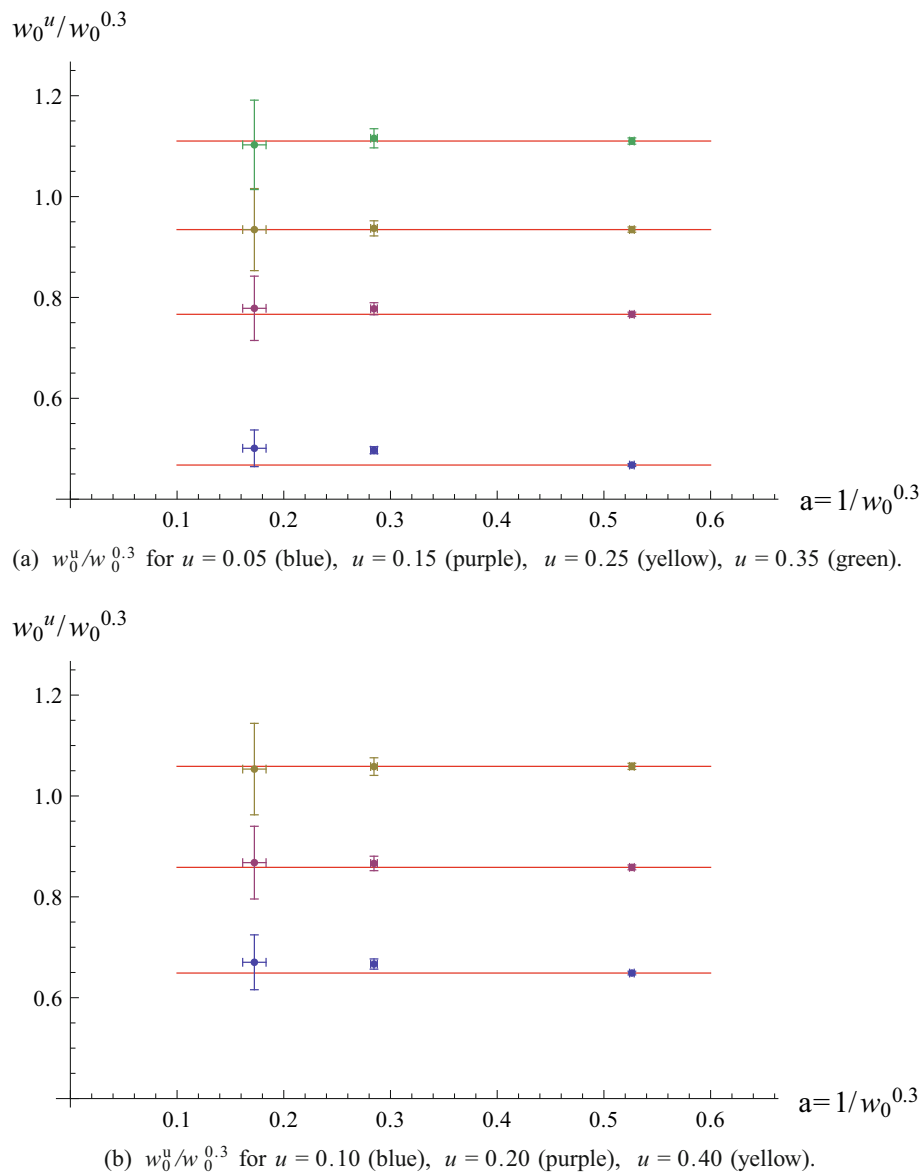 w₀ᵘ/w₀⁰·³
1.2
1.0
0.8
0.6
0.1 0.2 0.3 0.4 0.5 0.6
a=1/w₀⁰·³
(a) w₀ᵘ/w₀⁰·³ for u = 0.05 (blue), u = 0.15 (purple), u = 0.25 (yellow), u = 0.35 (green).
w₀ᵘ/w₀⁰·³
1.2
1.0
0.8
0.6
0.1 0.2 0.3 0.4 0.5 0.6
a=1/w₀⁰·³
(b) w₀ᵘ/w₀⁰·³ for u = 0.10 (blue), u = 0.20 (purple), u = 0.40 (yellow).